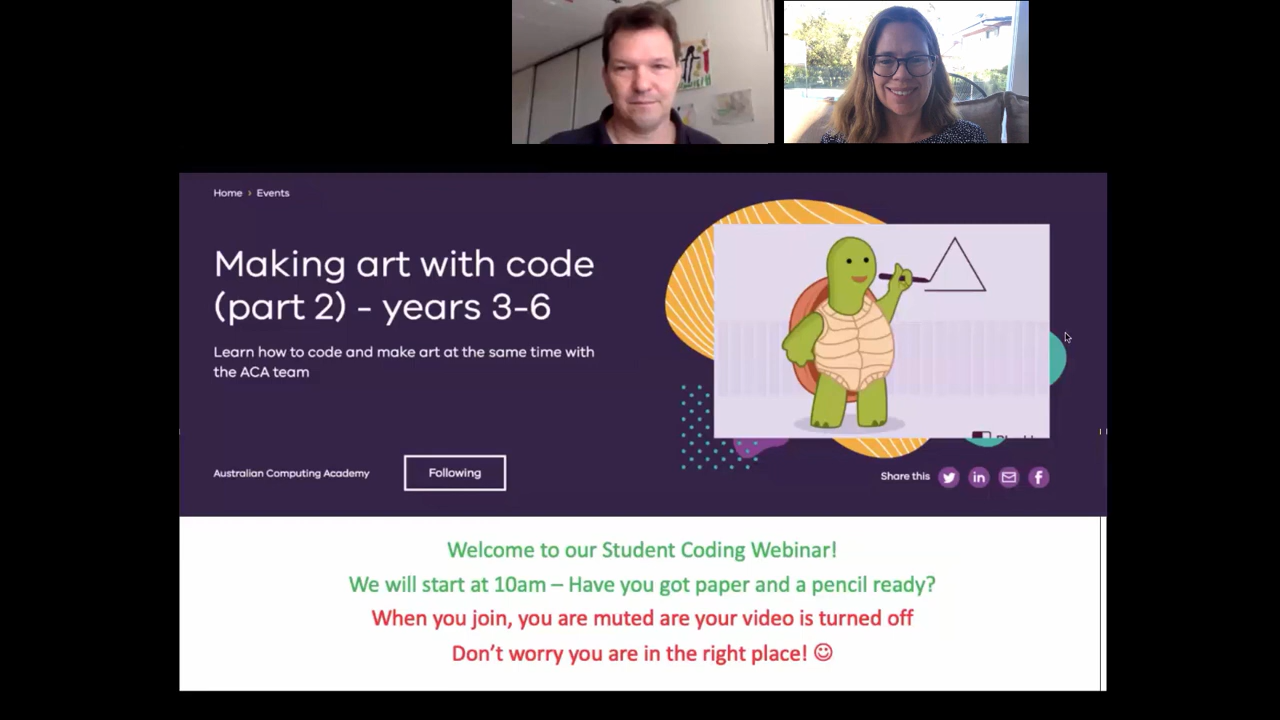 Home › Events
Making art with code
(part 2) - years 3-6
Learn how to code and make art at the same time with
the ACA team
Australian Computing Academy
Following
Share this
Welcome to our Student Coding Webinar!
We will start at 10am – Have you got paper and a pencil ready?
When you join, you are muted are your video is turned off
Don't worry you are in the right place! ☺